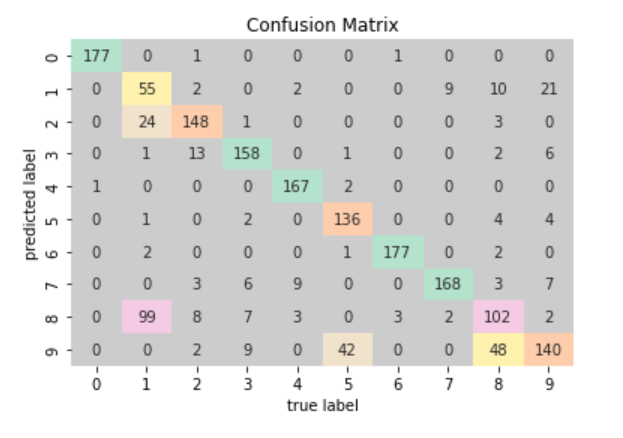 Confusion Matrix
predicted label
0 177 0 1 0 0 0 1 0 0 0
1 0 55 2 0 2 0 0 9 10 21
2 0 24 148 1 0 0 0 0 3 0
3 0 1 13 158 0 1 0 0 2 6
4 1 0 0 0 167 2 0 0 0 0
5 0 1 0 2 0 136 0 0 4 4
6 0 2 0 0 0 1 177 0 2 0
7 0 0 3 6 9 0 0 168 3 7
8 0 99 8 7 3 0 3 2 102 2
9 0 0 2 9 0 42 0 0 48 140
0 1 2 3 4 5 6 7 8 9
true label